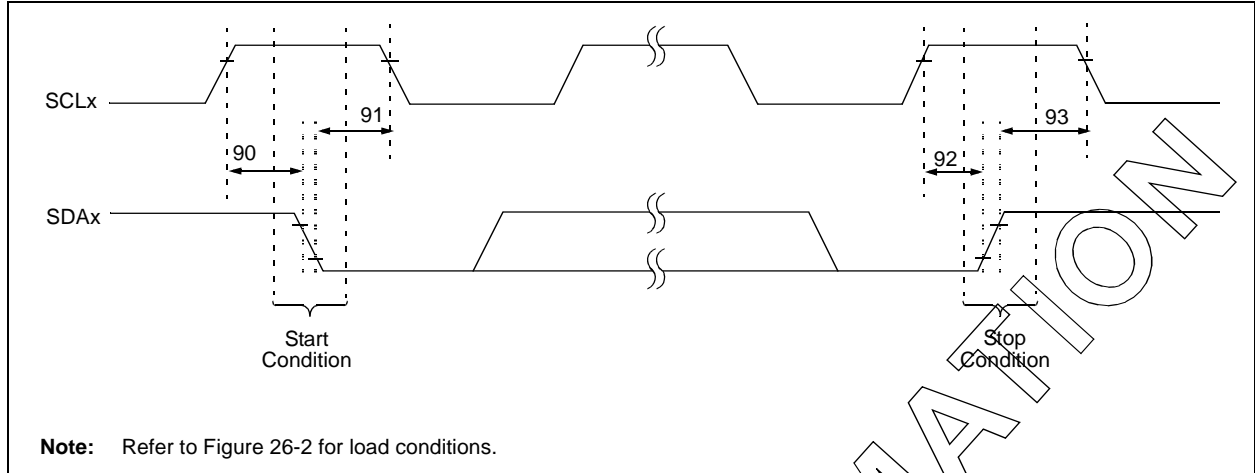 SCLx
91
93
90
92
SDAx
Start
Condition
Stop
Condition
Note: Refer to Figure 26-2 for load conditions.
MATION